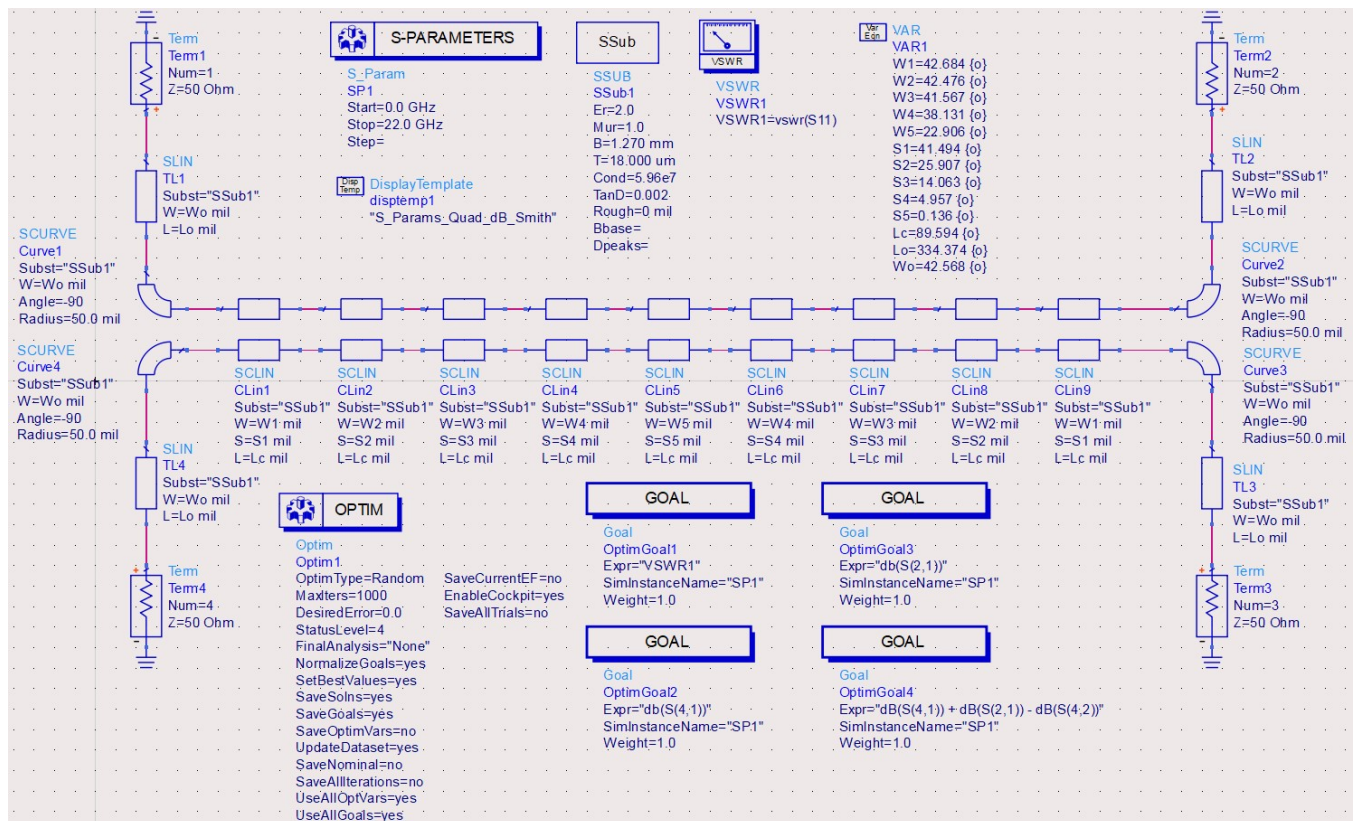 Term
Term1
Num=1
Z=50 Ohm
S-PARAMETERS
S_Param
SP1
Start=0.0 GHz
Stop=22.0 GHz
Step=
SSub
SSUB
SSub1
Er=2.0
Mur=1.0
B=1.270 mm
T=18.000 um
Cond=5.96e7
TanD=0.002
Rough=0 mil
Bbase=
Dpeaks=
VSWR
VSWR
VSWR1
VSWR1=vswr(S11)
Var
Eqn
VAR
VAR1
W1=42.684 {o}
W2=42.476 {o}
W3=41.567 {o}
W4=38.131 {o}
W5=22.906 {o}
S1=41.494 {o}
S2=25.907 {o}
S3=14.063 {o}
S4=4.957 {o}
S5=0.136 {o}
Lc=89.594 {o}
Lo=334.374 {o}
Wo=42.568 {o}
Term
Term2
Num=2
Z=50 Ohm
SLIN
TL1
Subst="SSub1"
W=Wo mil
L=Lo mil
Disp
Temp
DisplayTemplate
disptemp1
"S_Params_Quad_dB_Smith"
SLIN
TL2
Subst="SSub1"
W=Wo mil
L=Lo mil
SCURVE
Curve1
Subst="SSub1"
W=Wo mil
Angle=-90
Radius=50.0 mil
SCURVE
Curve2
Subst="SSub1"
W=Wo mil
Angle=-90
Radius=50.0 mil
SCURVE
Curve4
Subst="SSub1"
W=Wo mil
Angle=-90
Radius=50.0 mil
SCLIN
CLin1
Subst="SSub1"
W=W1 mil
S=S1 mil
L=Lc mil
SCLIN
CLin2
Subst="SSub1"
W=W2 mil
S=S2 mil
L=Lc mil
SCLIN
CLin3
Subst="SSub1"
W=W3 mil
S=S3 mil
L=Lc mil
SCLIN
CLin4
Subst="SSub1"
W=W4 mil
S=S4 mil
L=Lc mil
SCLIN
CLin5
Subst="SSub1"
W=W5 mil
S=S5 mil
L=Lc mil
SCLIN
CLin6
Subst="SSub1"
W=W4 mil
S=S4 mil
L=Lc mil
SCLIN
CLin7
Subst="SSub1"
W=W3 mil
S=S3 mil
L=Lc mil
SCLIN
CLin8
Subst="SSub1"
W=W2 mil
S=S2 mil
L=Lc mil
SCLIN
CLin9
Subst="SSub1"
W=W1 mil
S=S1 mil
L=Lc mil
SCURVE
Curve3
Subst="SSub1"
W=Wo mil
Angle=-90
Radius=50.0 mil
SLIN
TL4
Subst="SSub1"
W=Wo mil
L=Lo mil
SLIN
TL3
Subst="SSub1"
W=Wo mil
L=Lo mil
Term
Term4
Num=4
Z=50 Ohm
OPTIM
Optim
Optim1
OptimType=Random
MaxIters=1000
DesiredError=0.0
StatusLevel=4
FinalAnalysis="None"
NormalizeGoals=yes
SetBestValues=yes
SaveSolns=yes
SaveGoals=yes
SaveOptimVars=no
UpdateDataset=yes
SaveNominal=no
SaveAllIterations=no
UseAllOptVars=yes
UseAllGoals=yes
SaveCurrentEF=no
EnableCockpit=yes
SaveAllTrials=no
GOAL
Goal
OptimGoal1
Expr="VSWR1"
SimInstanceName="SP1"
Weight=1.0
GOAL
Goal
OptimGoal3
Expr="db(S(2,1))"
SimInstanceName="SP1"
Weight=1.0
GOAL
Goal
OptimGoal2
Expr="db(S(4,1))"
SimInstanceName="SP1"
Weight=1.0
GOAL
Goal
OptimGoal4
Expr="dB(S(4,1)) + dB(S(2,1)) - dB(S(4,2))"
SimInstanceName="SP1"
Weight=1.0
Term
Term3
Num=3
Z=50 Ohm